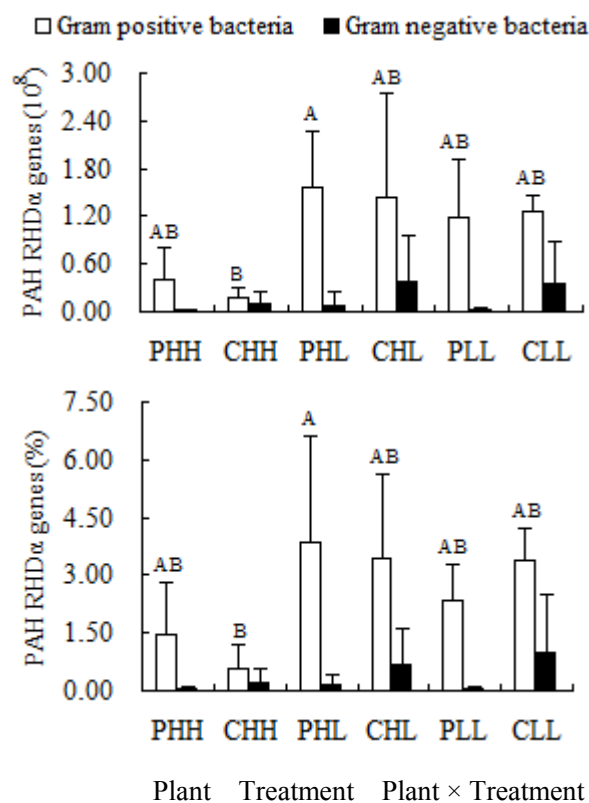 Gram positive bacteria Gram negative bacteria
PAH RHDα genes (10⁸)
3.00
2.40
1.80
1.20
0.60
0.00
AB B A AB AB AB
PHH CHH PHL CHL PLL CLL
PAH RHDα genes (%)
7.50
6.00
4.50
3.00
1.50
0.00
AB B A AB AB AB
PHH CHH PHL CHL PLL CLL
Plant Treatment Plant × Treatment